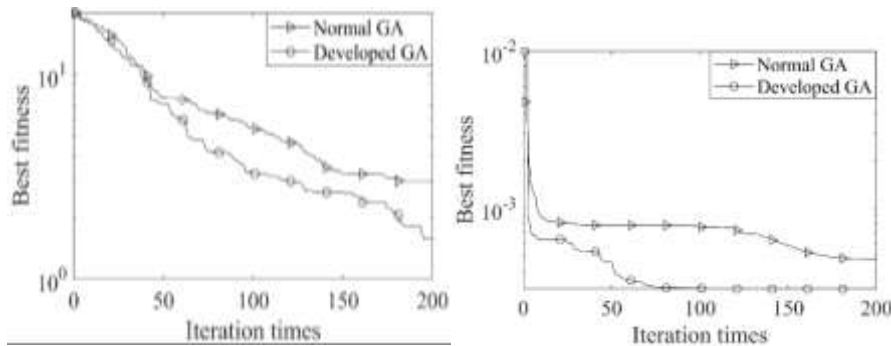 Normal GA
Developed GA
10^1
10^0
Best fitness
0 50 100 150 200
Iteration times
10^-2
Normal GA
Developed GA
10^-3
Best fitness
0 50 100 150 200
Iteration times